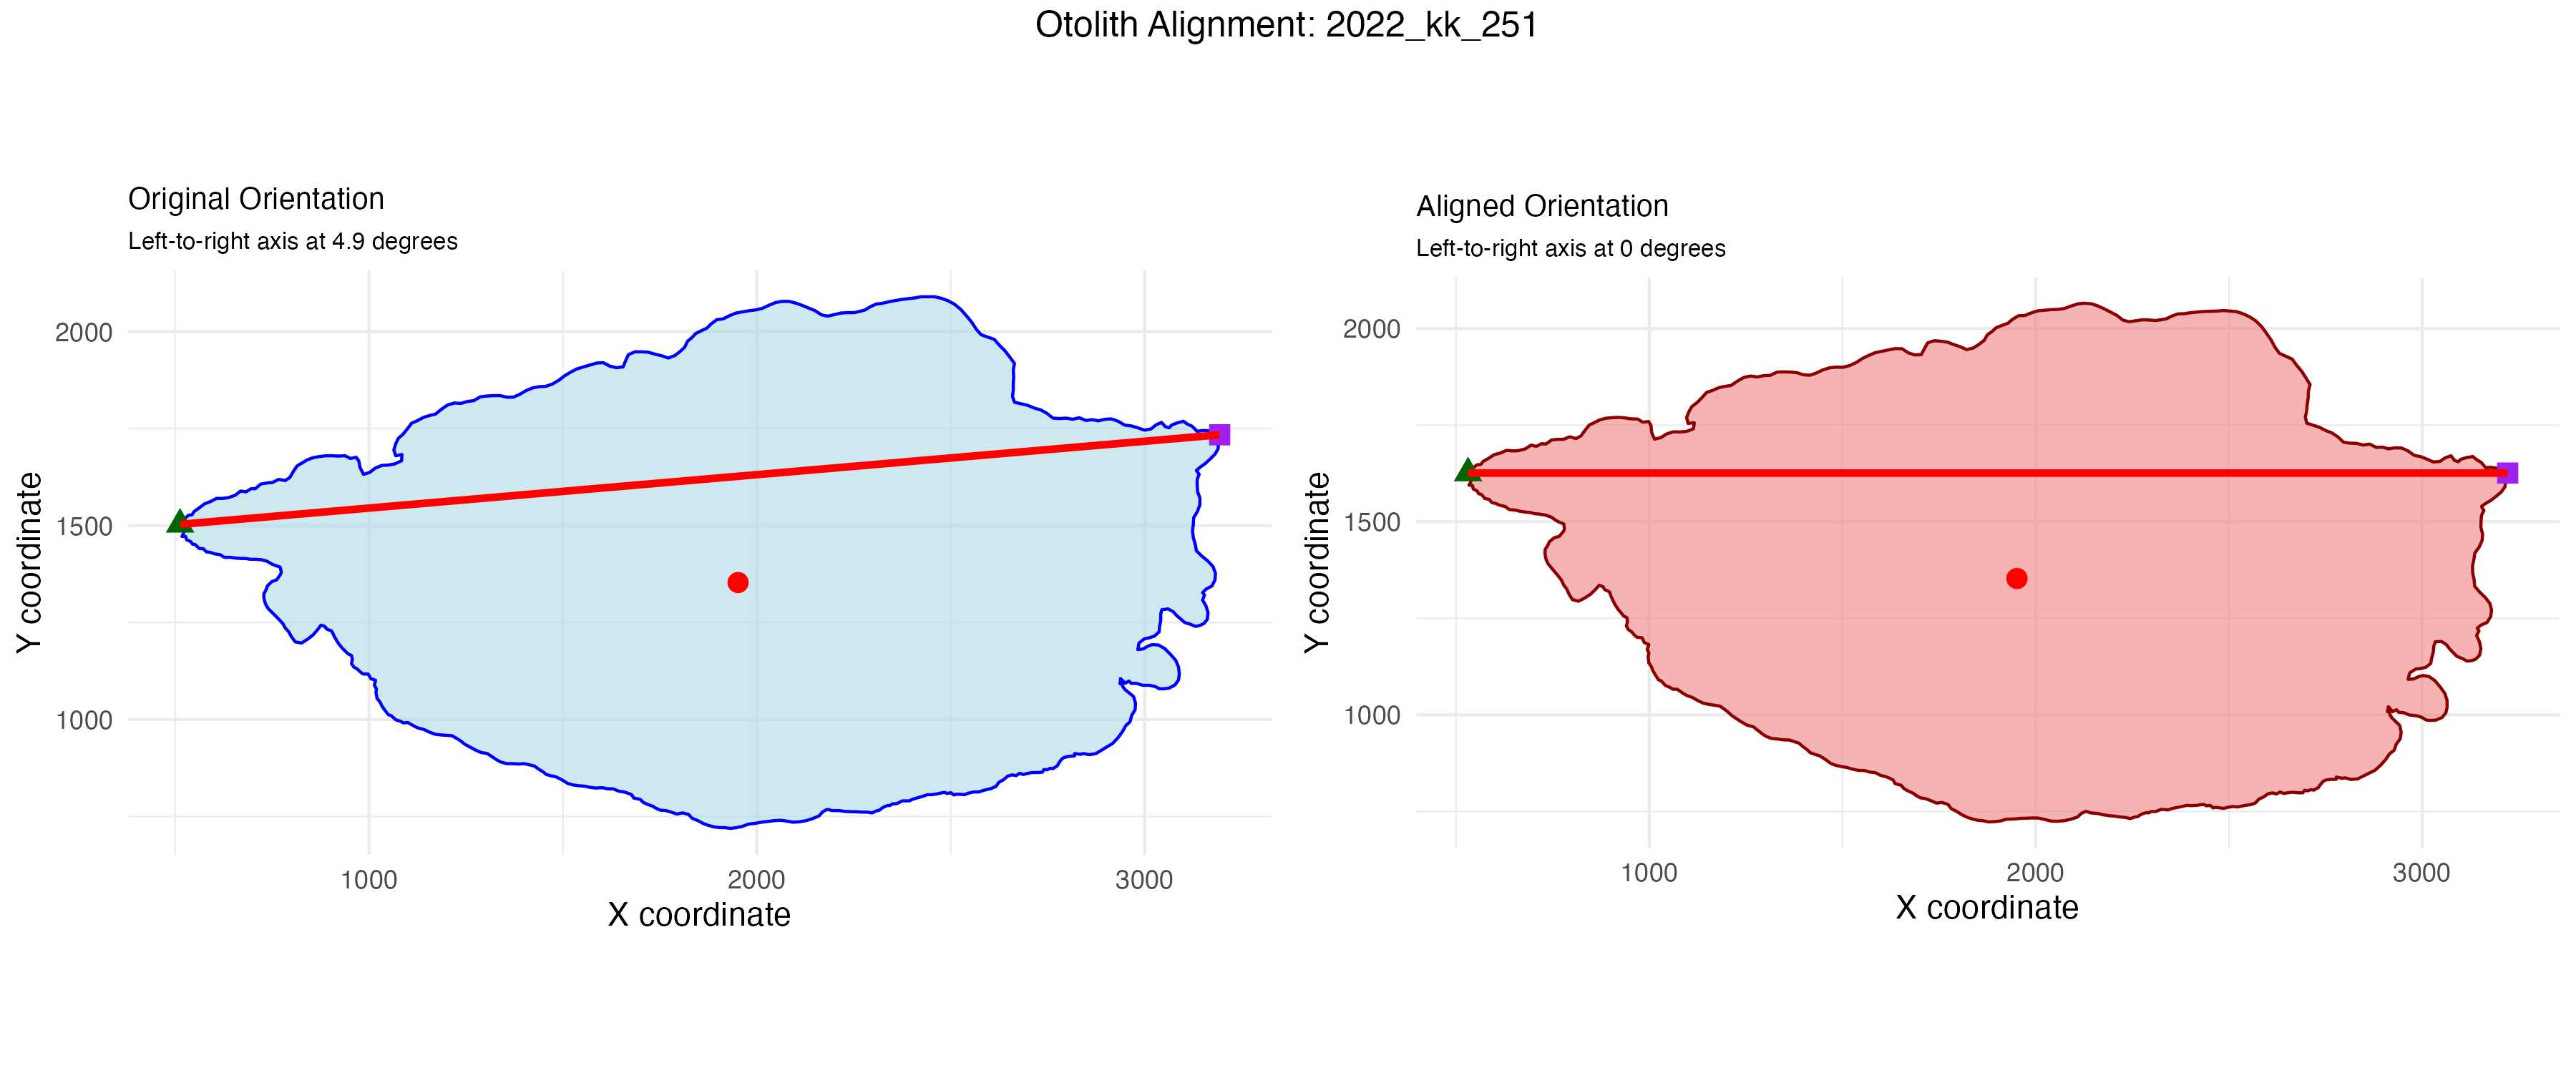 Otolith Alignment: 2022_kk_251
Original Orientation
Left-to-right axis at 4.9 degrees
2000
1500
1000
Y coordinate
1000
2000
3000
X coordinate
Aligned Orientation
Left-to-right axis at 0 degrees
2000
1500
1000
Y coordinate
1000
2000
3000
X coordinate